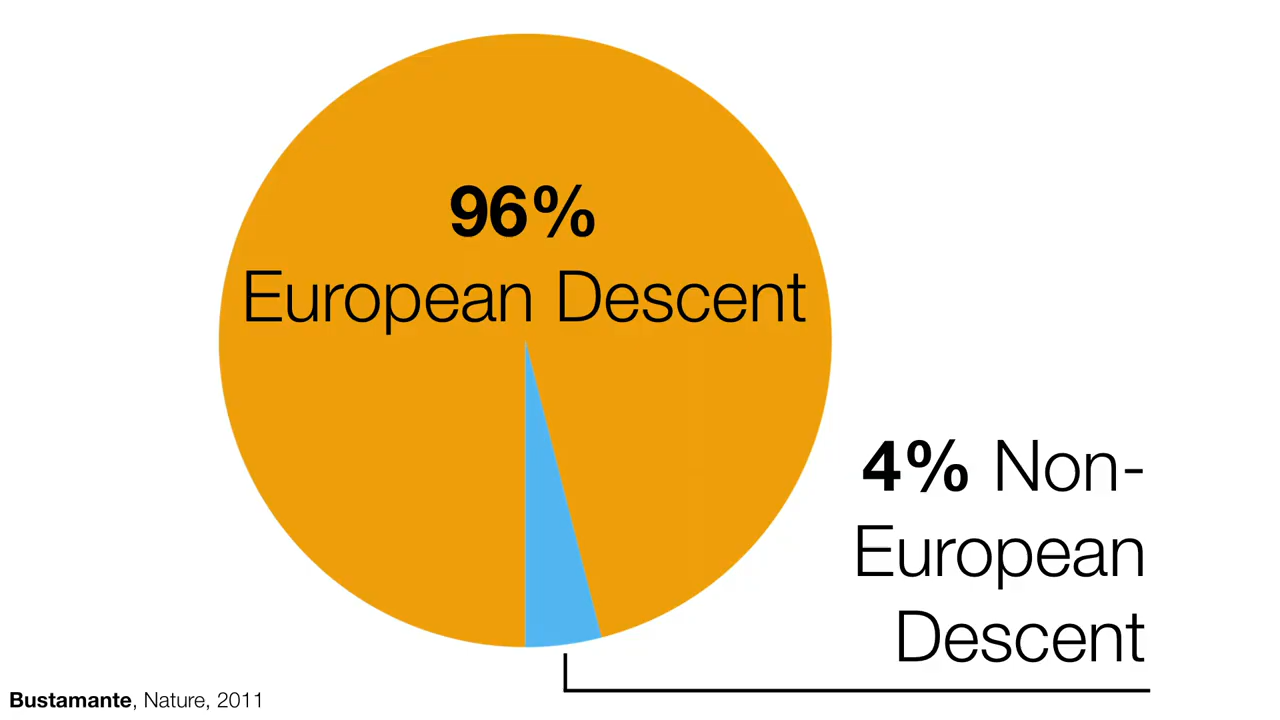 96%
European Descent
4% Non-
European
Descent
Bustamante, Nature, 2011